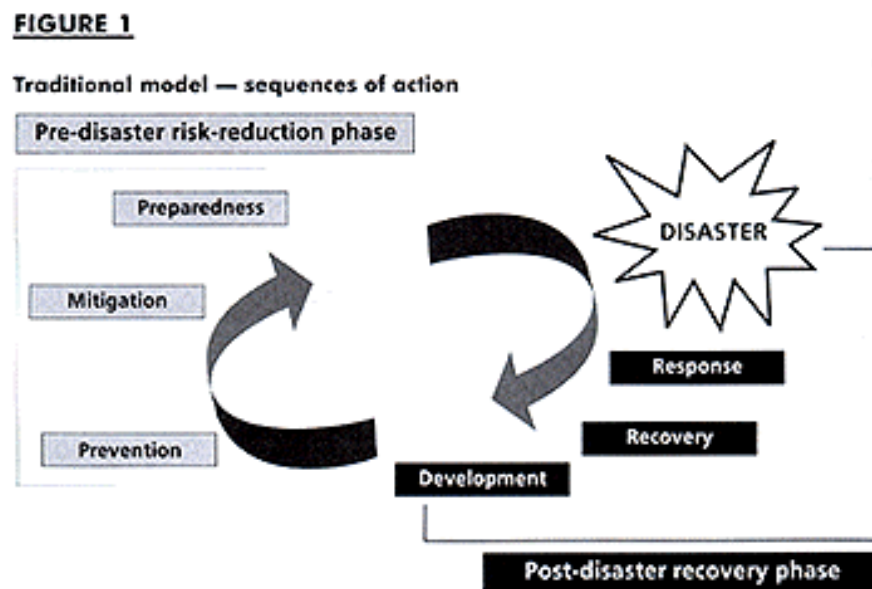 FIGURE 1
Traditional model — sequences of action
Pre-disaster risk-reduction phase
Preparedness
DISASTER
Mitigation
Response
Recovery
Prevention
Development
Post-disaster recovery phase